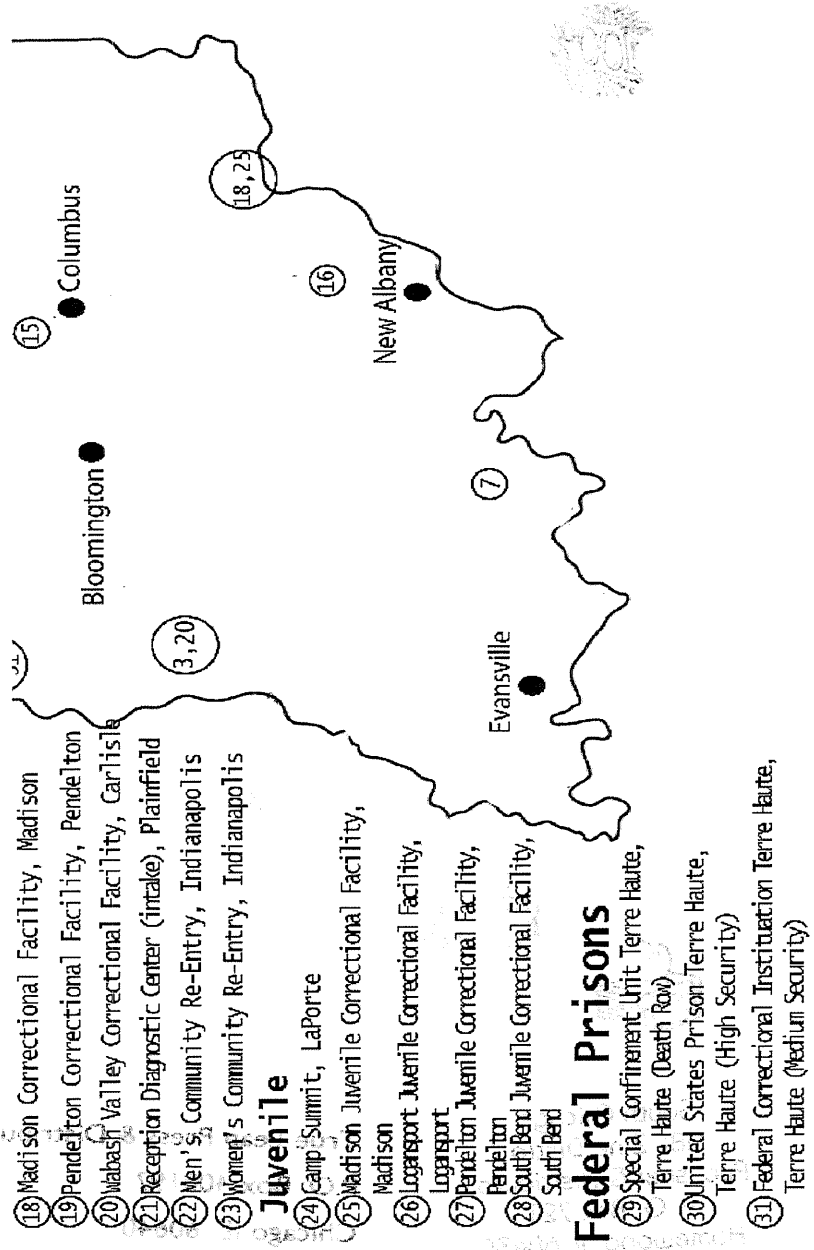 18 Madison Correctional Facility, Madison
19 Pendelton Correctional Facility, Pendelton
20 Wabash Valley Correctional Facility, Carlisle
21 Reception Diagnostic Center (intake), Plainfield
22 Men's Community Re-Entry, Indianapolis
23 Women's Community Re-Entry, Indianapolis
Juvenile
24 Camp Summit, LaPorte
25 Madison Juvenile Correctional Facility,
Madison
26 Logansport Juvenile Correctional Facility,
Logansport
27 Pendelton Juvenile Correctional Facility,
Pendelton
28 South Bend Juvenile Correctional Facility,
South Bend
Federal Prisons
29 Special Confinement Unit Terre Haute,
Terre Haute (Death Row)
30 United States Prison Terre Haute,
Terre Haute (High Security)
31 Federal Correctional Instituation Terre Haute,
Terre Haute (Medium Security)
15
Columbus
Bloomington
3,20
18,25
16
New Albany
7
Evansville